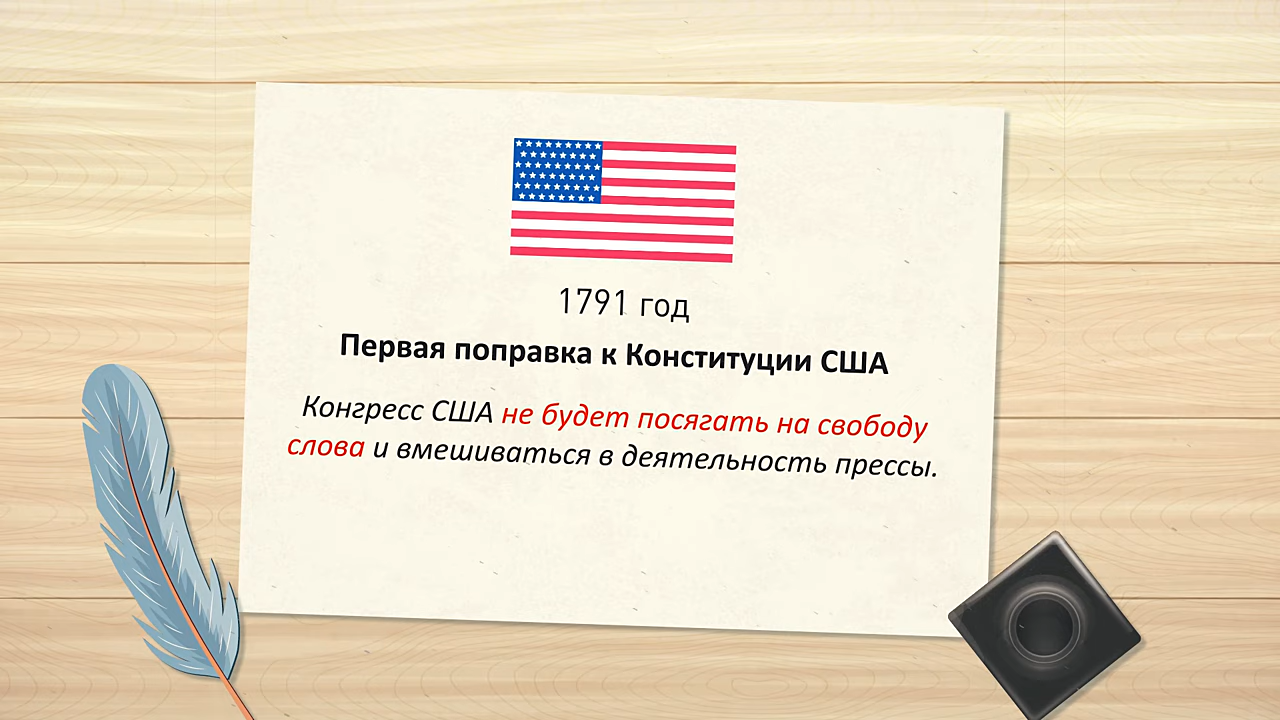 1791 год
Первая поправка к Конституции США
Конгресс США не будет посягать на свободу
слова и вмешиваться в деятельность прессы.